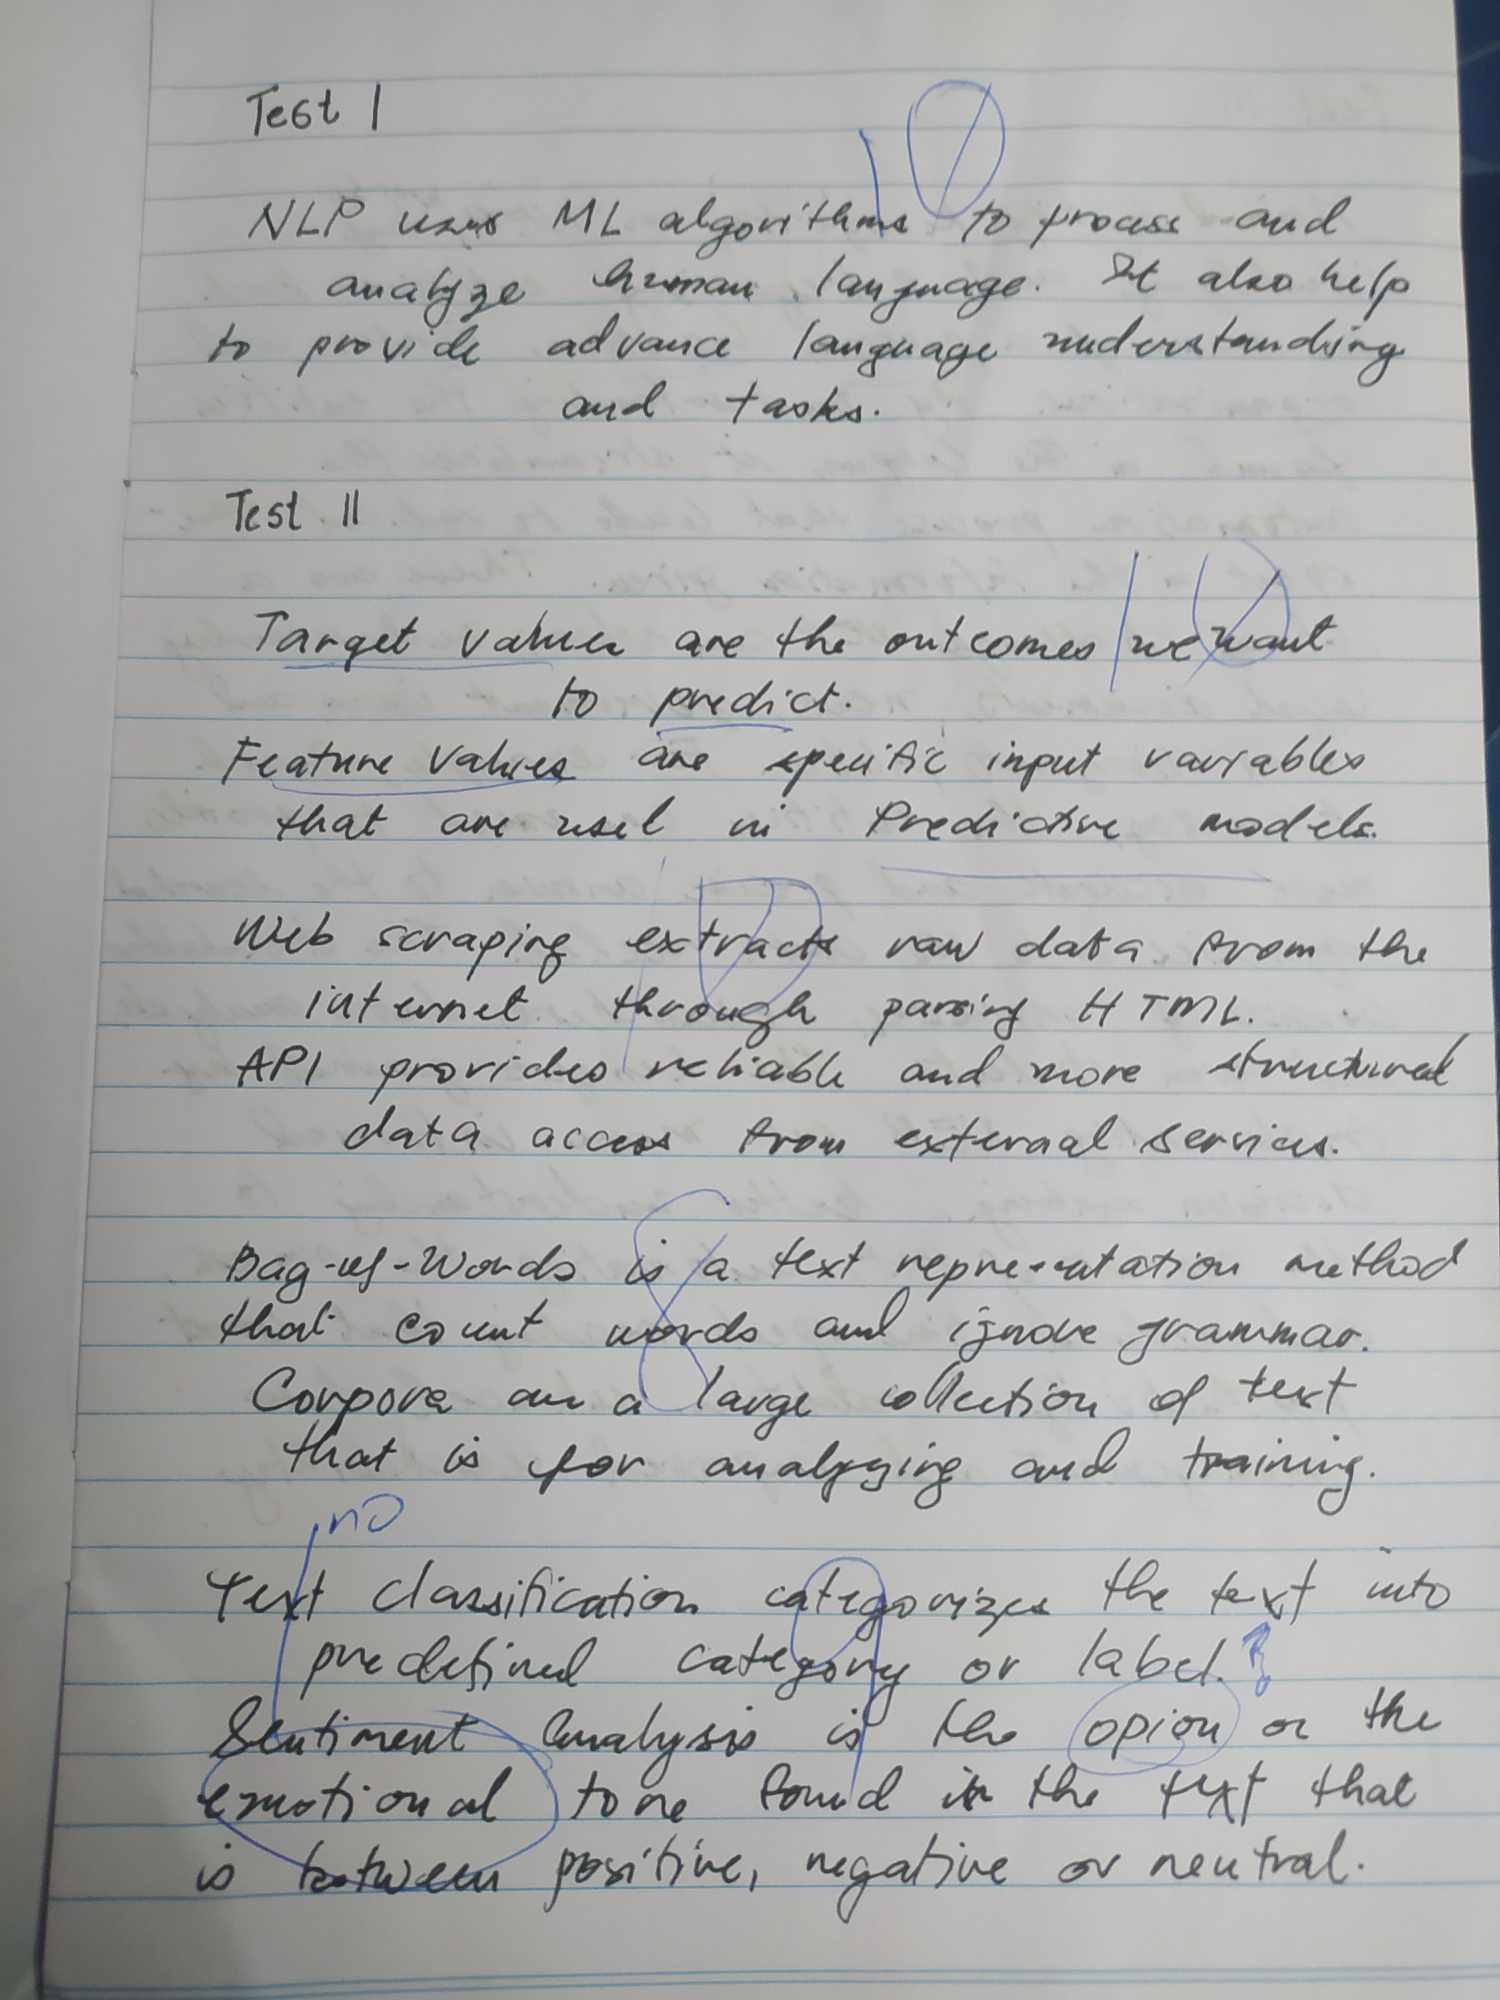 Test I
10
NLP uses ML algorithms to process and
analyze human language. It also help
to provide advance language understanding
and tasks.
Test II
10
Target values are the outcomes we want
to predict.
Feature values are specific input variables
that are used in Predictive models.
10
Web scraping extracts raw data from the
internet through parsing HTML.
API provides reliable and more structured
data access from external services.
8
Bag-of-Words is a text representation method
that count words and ignore grammar.
Corpora are a large collection of text
that is for analyzing and training.
no
9
Text classification categorizes the text into
predefined category or label.
Sentiment Analysis is the opion or the
emotional tone found in the text that
is between positive, negative or neutral.